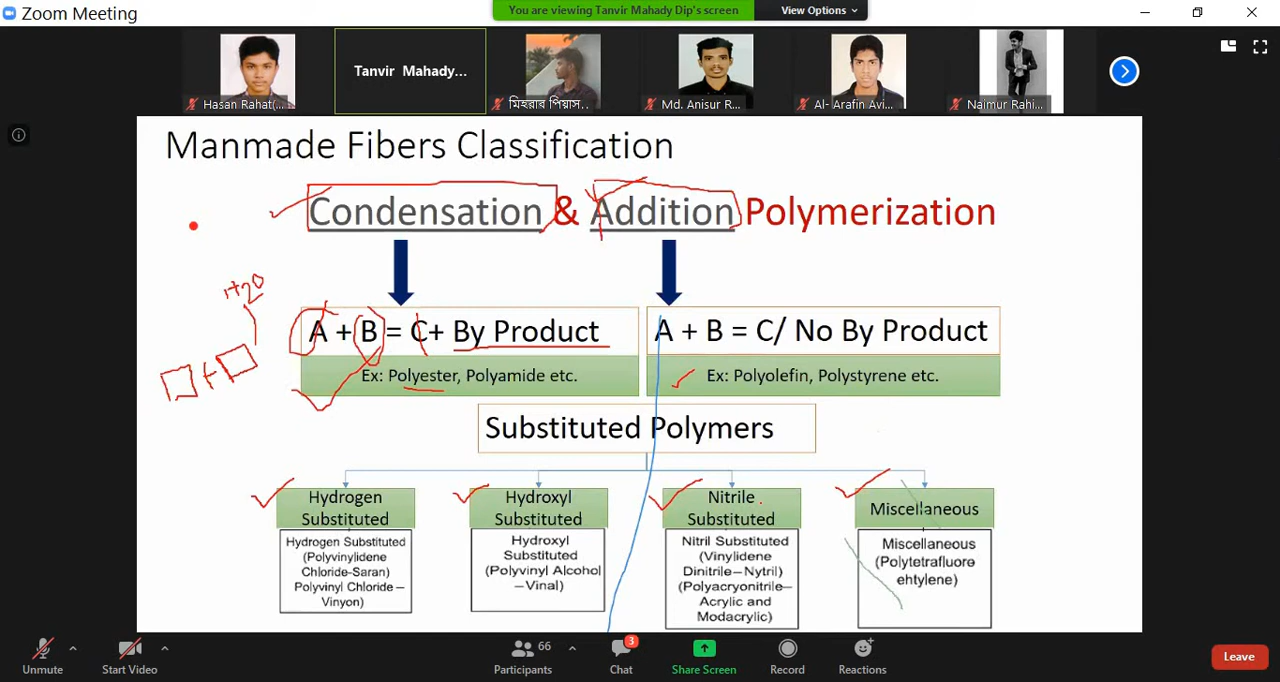 Zoom Meeting
You are viewing Tanvir Mahady Dip's screen
View Options
Tanvir Mahady...
Hasan Rahat(...
মিহরাব পিয়াস..
Md. Anisur R...
Al- Arafin Avi...
Naimur Rahi...
Manmade Fibers Classification
Condensation & Addition Polymerization
H2O
A + B = C+ By Product
A + B = C/ No By Product
+
Ex: Polyester, Polyamide etc.
Ex: Polyolefin, Polystyrene etc.
Substituted Polymers
Hydrogen
Substituted
Hydrogen Substituted
(Polyvinylidene
Chloride-Saran)
Polyvinyl Chloride –
Vinyon)
Hydroxyl
Substituted
Hydroxyl
Substituted
(Polyvinyl Alcohol
–Vinal)
Nitrile
Substituted
Nitril Substituted
(Vinylidene
Dinitrile–Nytril)
(Polyacryonitrile–
Acrylic and
Modacrylic)
Miscellaneous
Miscellaneous
(Polytetrafluore
ehtylene)
Unmute
Start Video
66
Participants
3
Chat
Share Screen
Record
Reactions
Leave